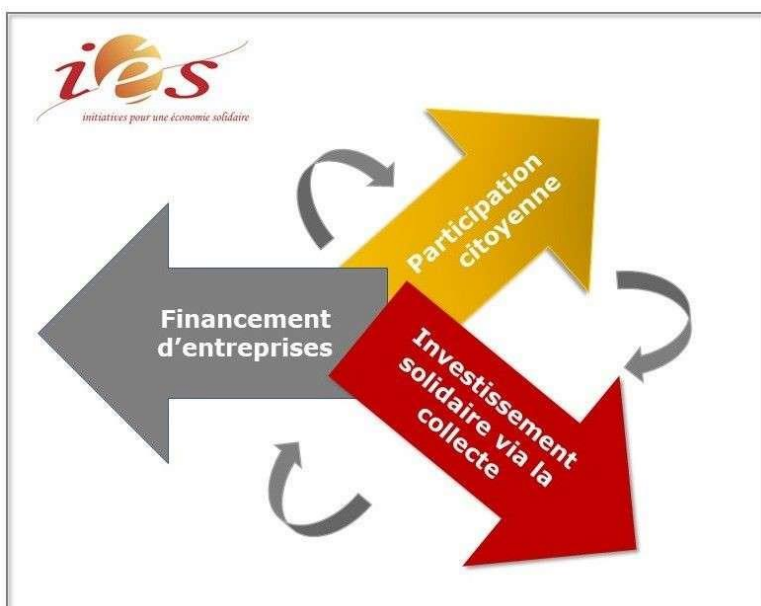 iés
initiatives pour une économie solidaire
Participation
citoyenne
Financement
d’entreprises
Investissement
solidaire via la
collecte